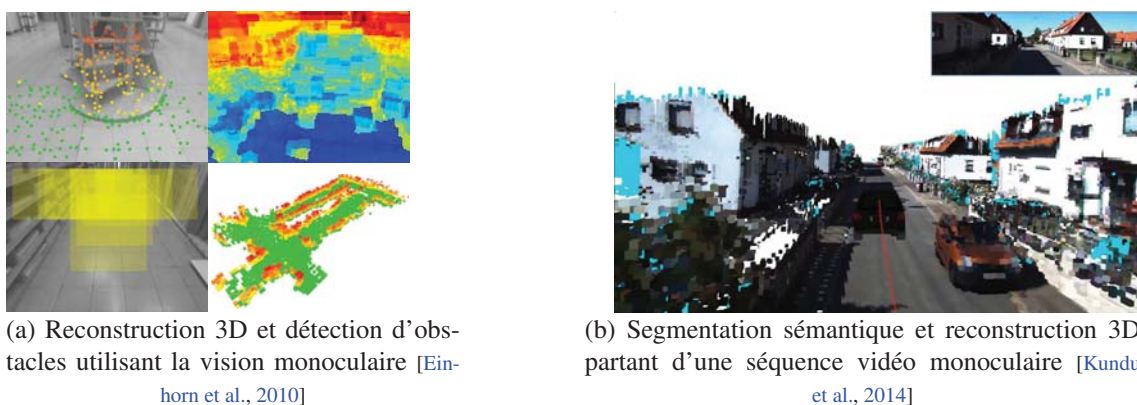 (a) Reconstruction 3D et détection d'obs-
tacles utilisant la vision monoculaire [Ein-
horn et al., 2010]
(b) Segmentation sémantique et reconstruction 3D
partant d'une séquence vidéo monoculaire [Kundu
et al., 2014]